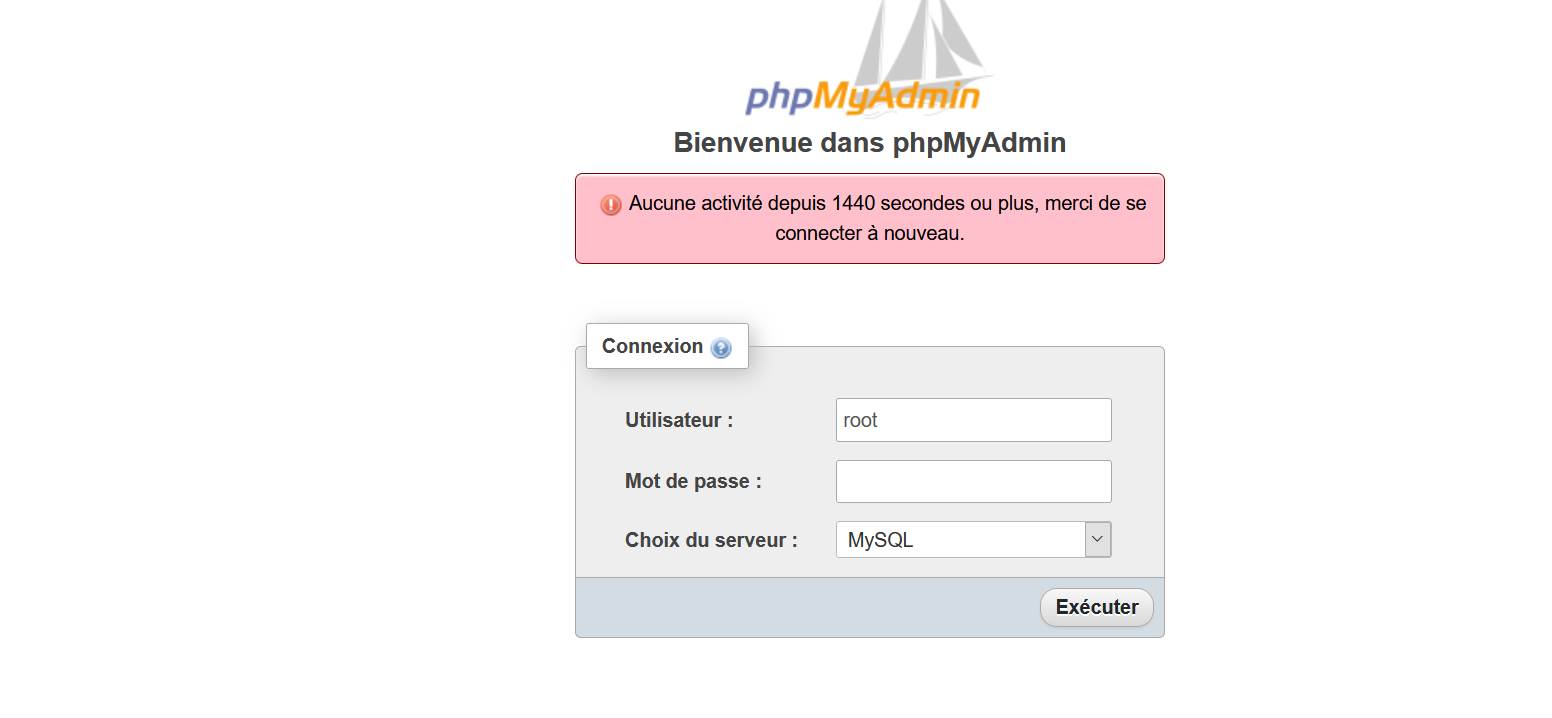 phpMyAdmin
Bienvenue dans phpMyAdmin
Aucune activité depuis 1440 secondes ou plus, merci de se
connecter à nouveau.
Connexion
Utilisateur : root
Mot de passe :
Choix du serveur : MySQL
Exécuter